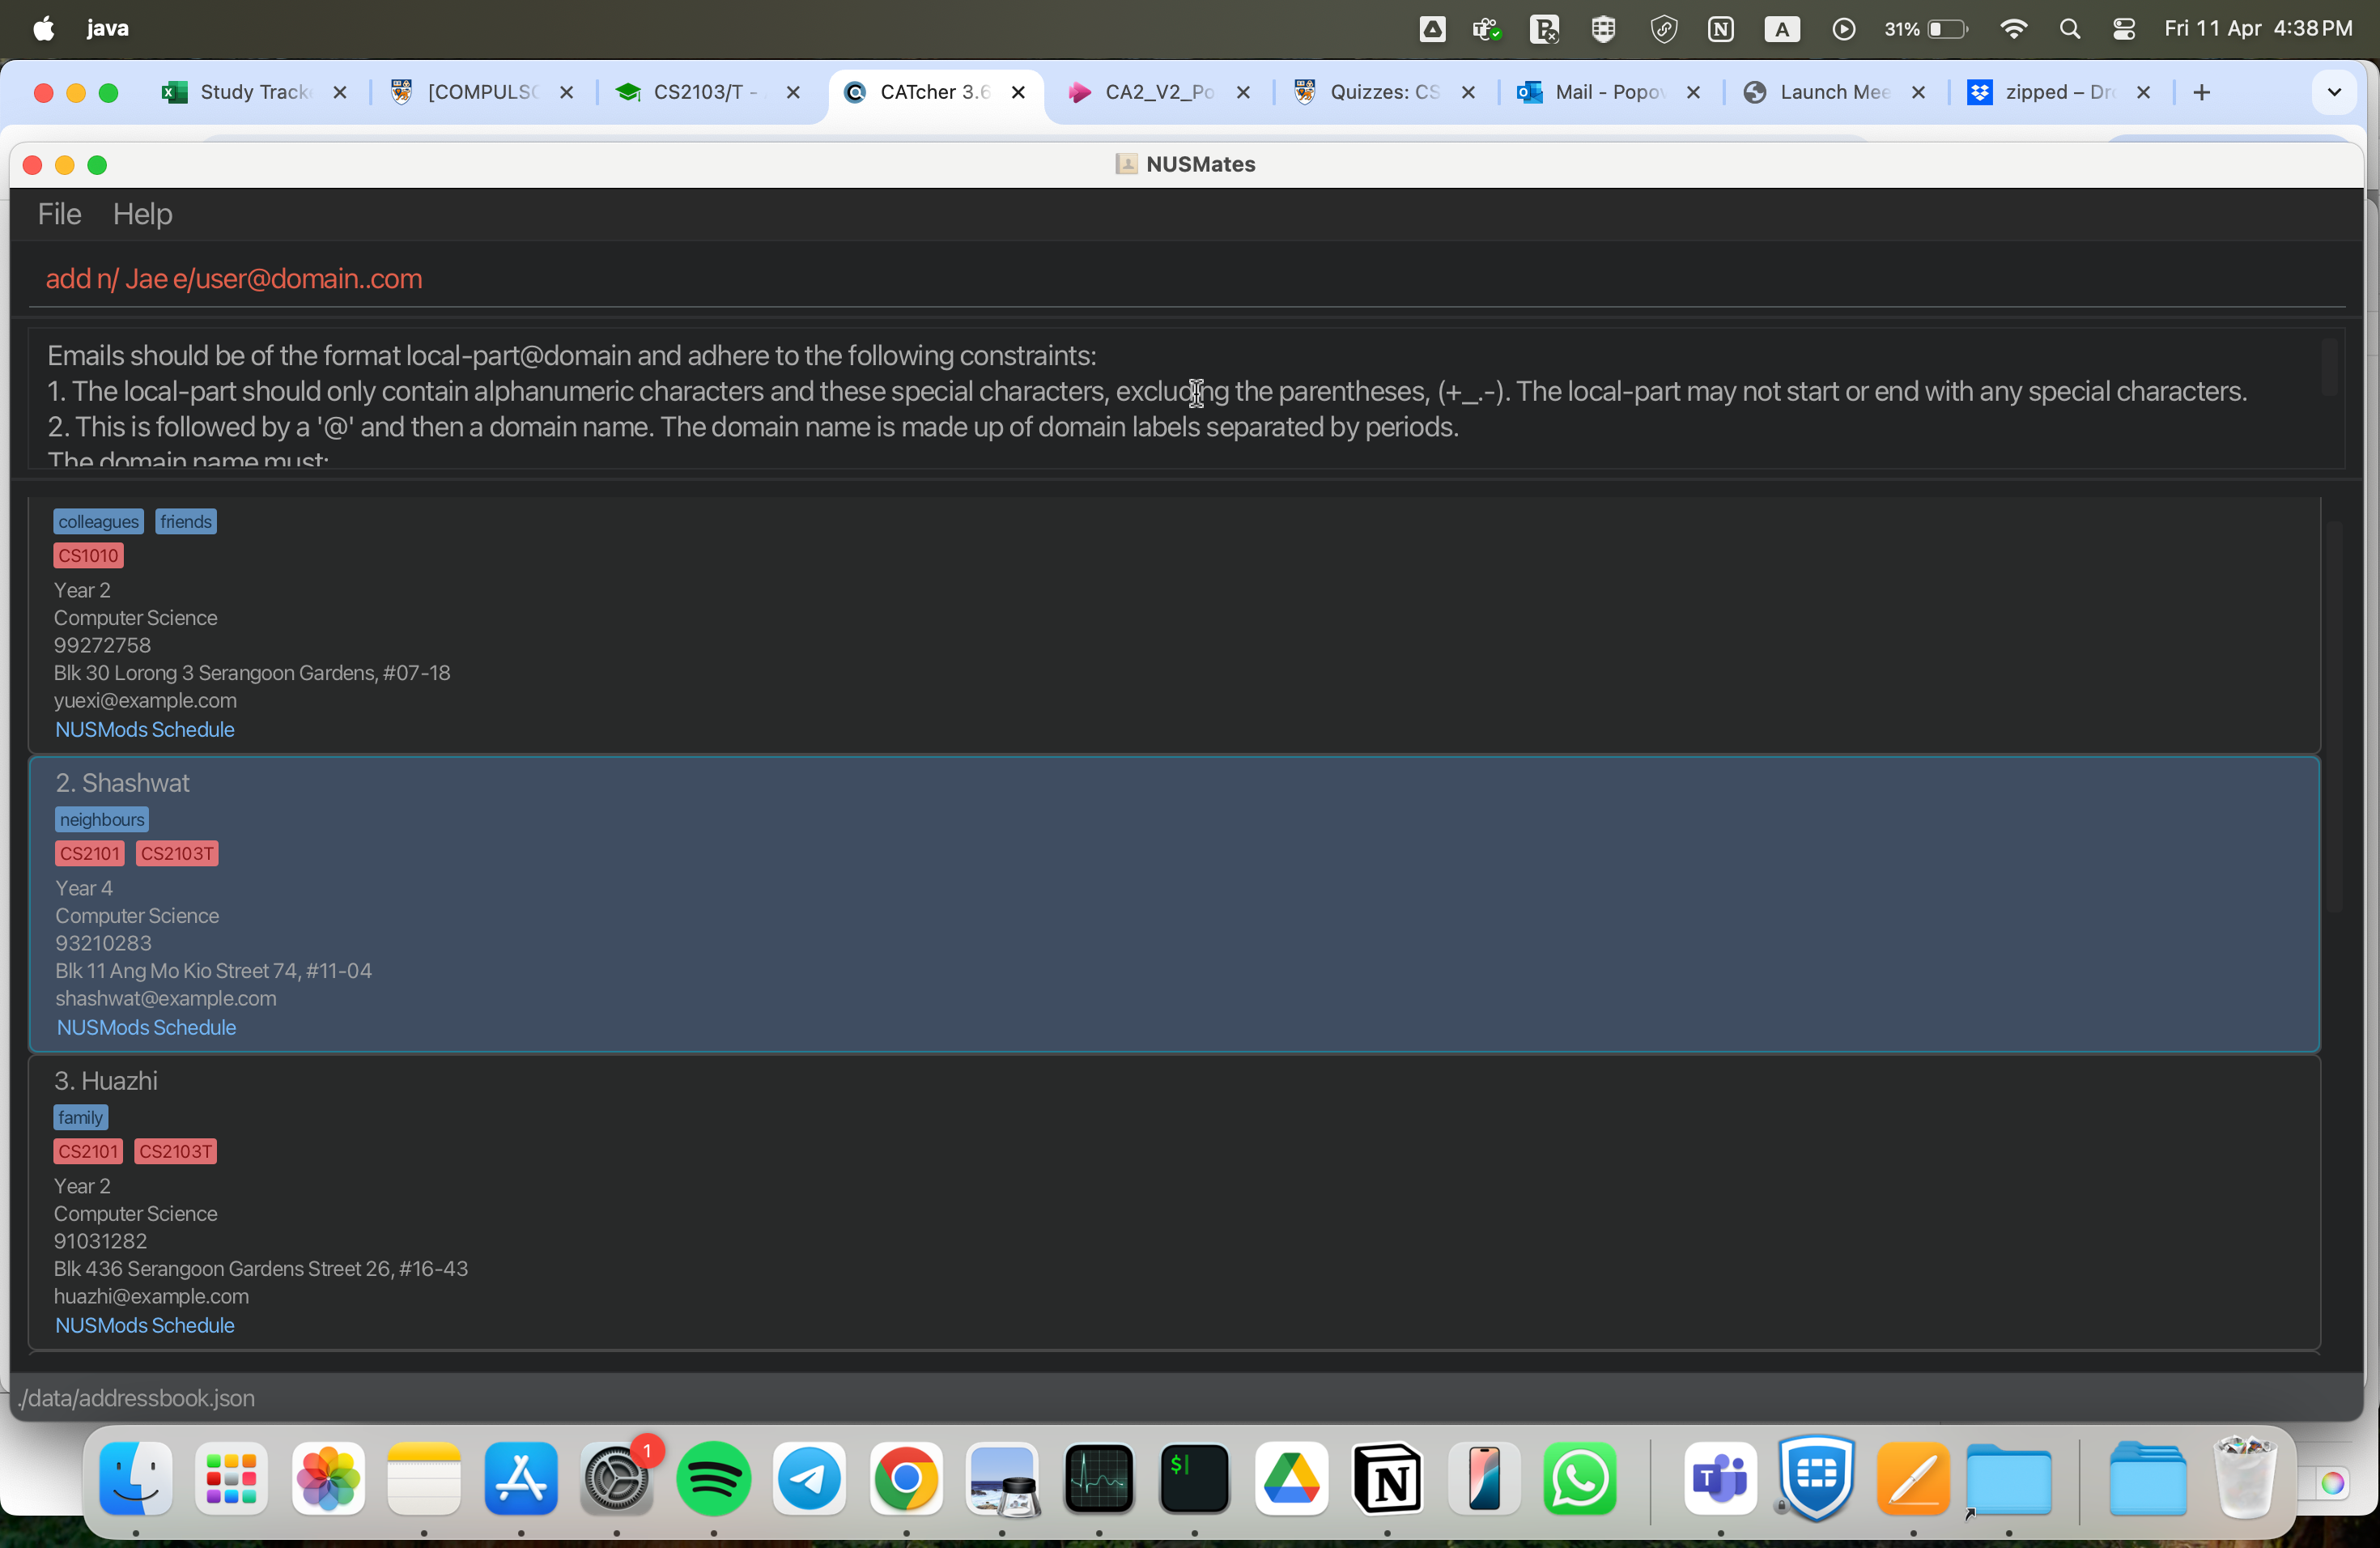 java
31%
Fri 11 Apr 4:38 PM
Study Track
[COMPULSO
CS2103/T -
CATcher 3.6
CA2_V2_Po
Quizzes: CS
Mail - Popov
Launch Mee
zipped – Dr
NUSMates
File Help
add n/ Jae e/user@domain..com
Emails should be of the format local-part@domain and adhere to the following constraints:
1. The local-part should only contain alphanumeric characters and these special characters, excluding the parentheses, (+_.-). The local-part may not start or end with any special characters.
2. This is followed by a '@' and then a domain name. The domain name is made up of domain labels separated by periods.
The domain name must:
colleagues friends
CS1010
Year 2
Computer Science
99272758
Blk 30 Lorong 3 Serangoon Gardens, #07-18
yuexi@example.com
NUSMods Schedule
2. Shashwat
neighbours
CS2101 CS2103T
Year 4
Computer Science
93210283
Blk 11 Ang Mo Kio Street 74, #11-04
shashwat@example.com
NUSMods Schedule
3. Huazhi
family
CS2101 CS2103T
Year 2
Computer Science
91031282
Blk 436 Serangoon Gardens Street 26, #16-43
huazhi@example.com
NUSMods Schedule
./data/addressbook.json
1